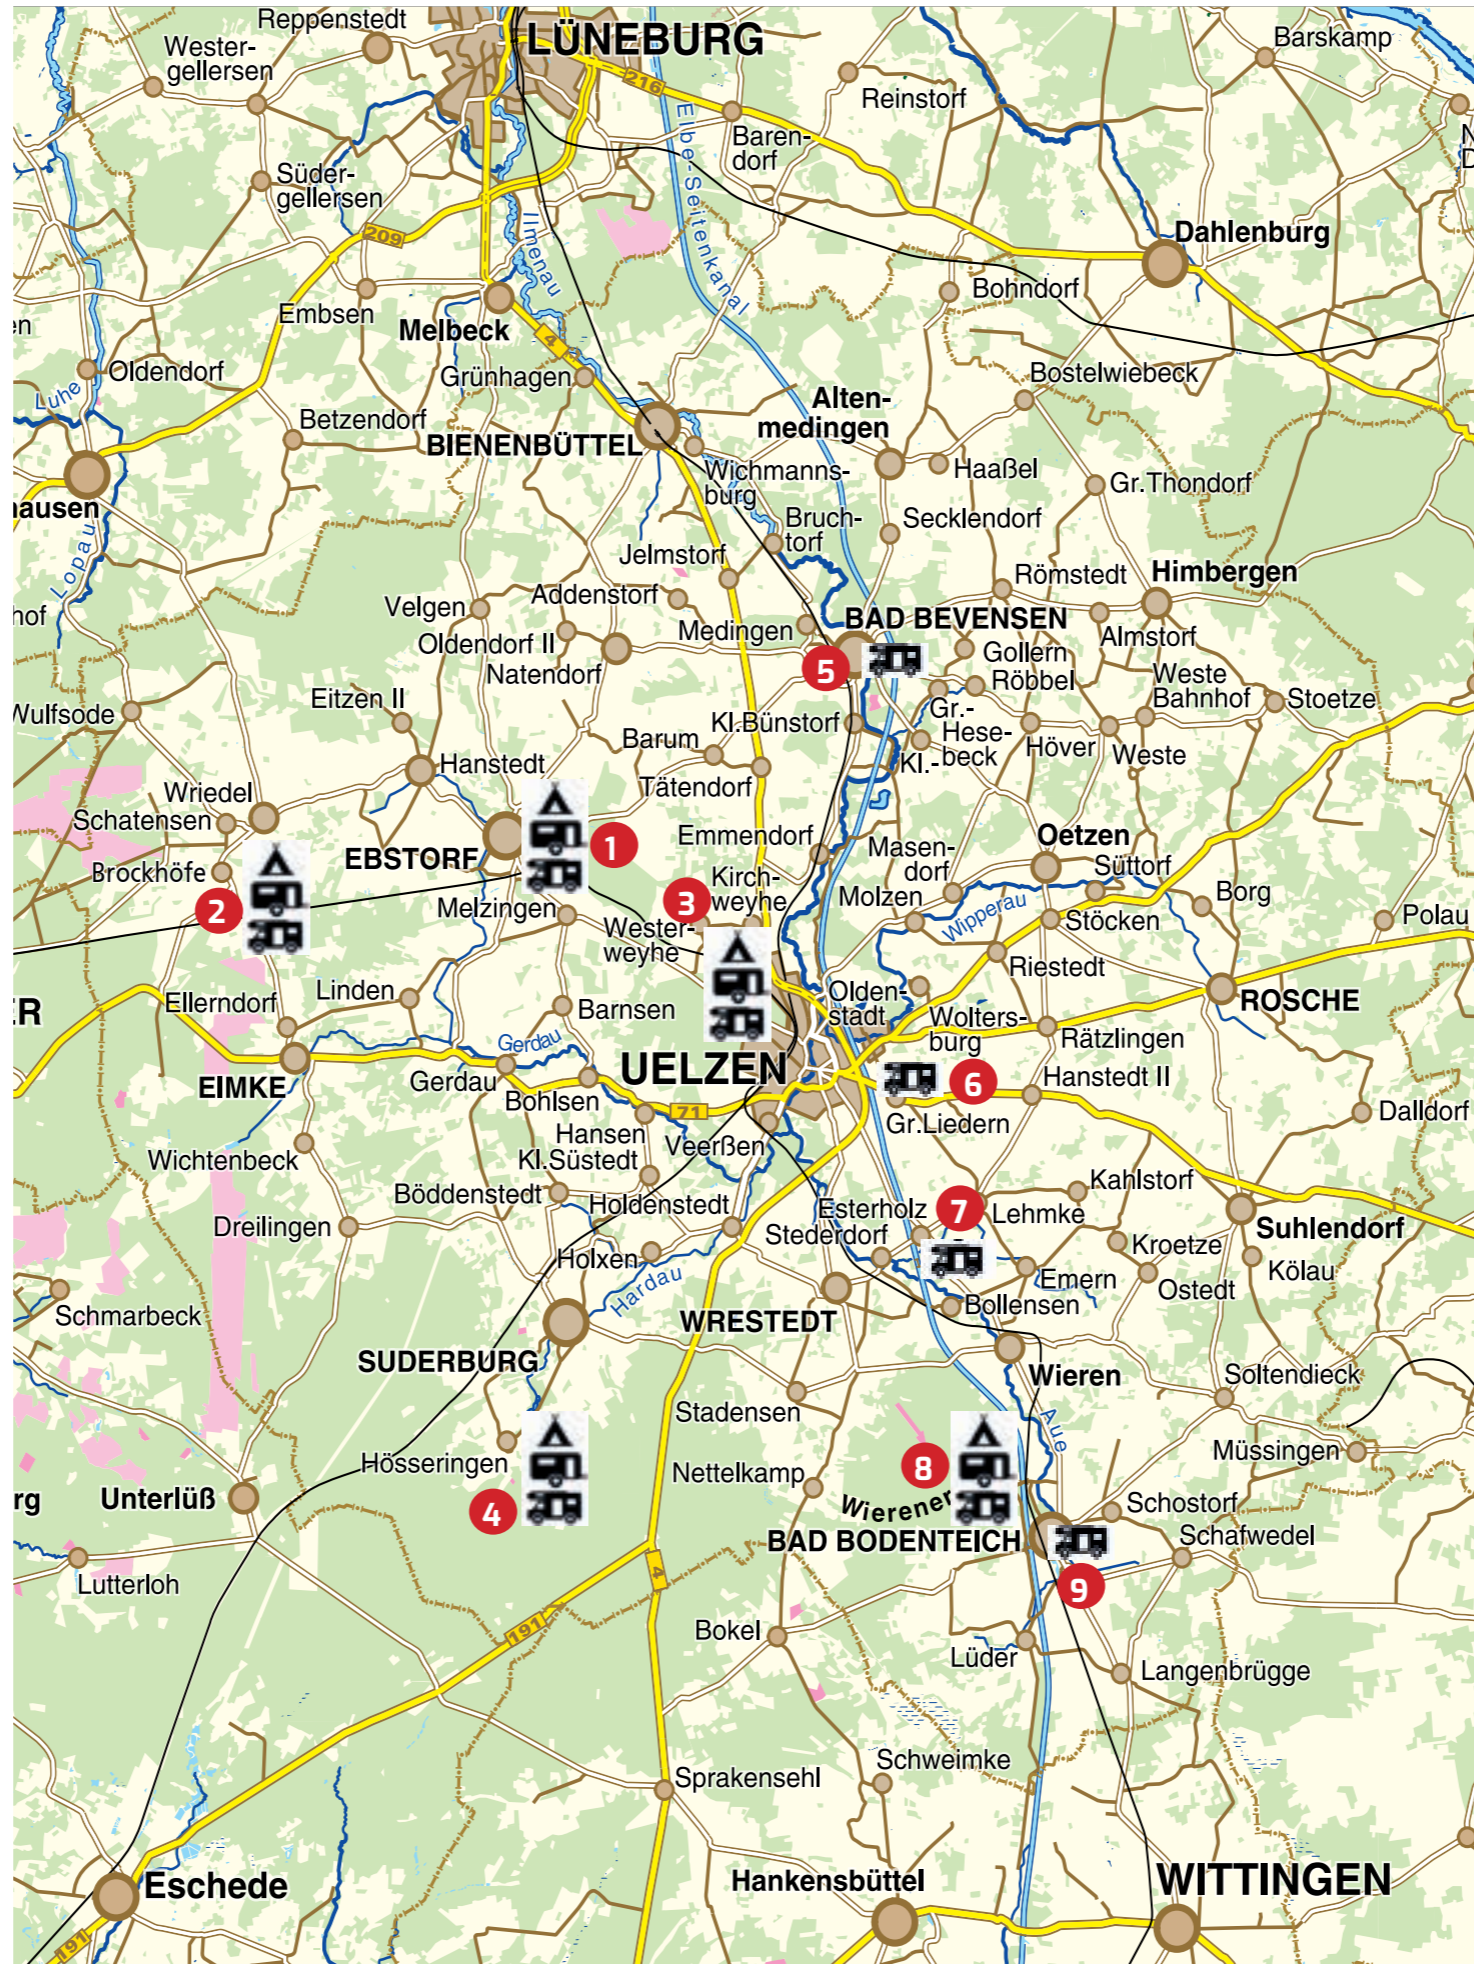 Reppenstedt
LÜNEBURG
Wester-
gellersen
Barskamp
216
Reinstorf
Elbe-Seitenkanal
Baren-
dorf
Süder-
gellersen
Ilmenau
209
Dahlenburg
Bohndorf
Embsen
Melbeck
4
Oldendorf
Luhe
Grünhagen
Bostelwiebeck
Betzendorf
BIENENBÜTTEL
Alten-
medingen
Wichmanns-
burg
Haaßel
Gr.Thondorf
hausen
Lopau
Bruch-
torf
Secklendorf
Jelmstorf
Römstedt
Himbergen
Velgen
Addenstorf
hof
Medingen
BAD BEVENSEN
Almstorf
Oldendorf II
Natendorf
5
Gollern
Röbbel
Weste
Bahnhof
Stoetze
Eitzen II
Wulfsode
Kl.Bünstorf
Gr.-
Hese-
beck
Kl.-
Höver
Weste
Barum
Hanstedt
Tätendorf
Wriedel
Schatensen
EBSTORF
1
Emmendorf
Masen-
dorf
Oetzen
Süttorf
Brockhöfe
2
Melzingen
3
Kirch-
weyhe
Molzen
Borg
Wipperau
Stöcken
Polau
Wester-
weyhe
Riestedt
Ellerndorf
Linden
Barnsen
Olden-
stadt
Wolters-
burg
ROSCHE
ER
Gerdau
Rätzlingen
EIMKE
Gerdau
UELZEN
6
Hanstedt II
Bohlsen
71
Gr.Liedern
Dalldorf
Hansen
Veerßen
Wichtenbeck
Kl.Süstedt
Böddenstedt
Holdenstedt
Esterholz
7
Kahlstorf
Lehmke
Dreilingen
Stederdorf
Suhlendorf
Kroetze
Holxen
Hardau
Emern
Ostedt
Kölau
Schmarbeck
Bollensen
WRESTEDT
SUDERBURG
Wieren
Soltendieck
Stadensen
Aue
Hösseringen
Nettelkamp
8
Müssingen
rg
Unterlüß
4
Wierener
Schostorf
BAD BODENTEICH
Schafwedel
Lutterloh
4
9
191
Bokel
Lüder
Langenbrügge
Schweimke
Sprakensehl
Eschede
Hankensbüttel
WITTINGEN
191